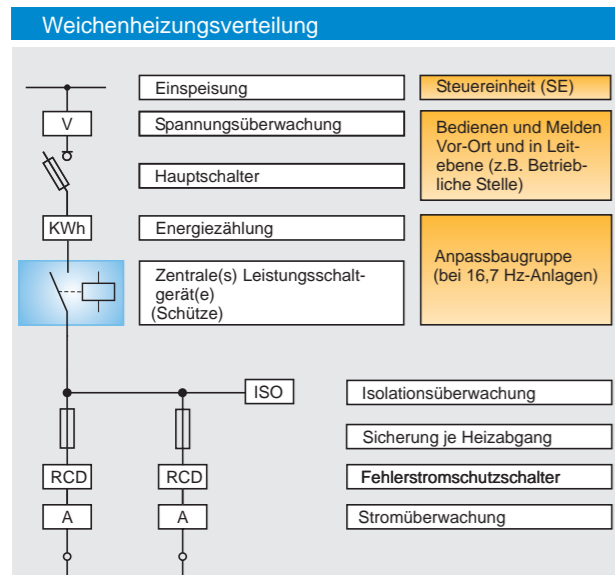 Weichenheizungsverteilung
Einspeisung
Steuereinheit (SE)
V
Spannungsüberwachung
Bedienen und Melden
Vor-Ort und in Leit-
ebene (z.B. Betrieb-
liche Stelle)
Hauptschalter
KWh
Energiezählung
Anpassbaugruppe
(bei 16,7 Hz-Anlagen)
Zentrale(s) Leistungsschalt-
gerät(e)
(Schütze)
ISO
Isolationsüberwachung
Sicherung je Heizabgang
RCD
RCD
Fehlerstromschutzschalter
A
A
Stromüberwachung